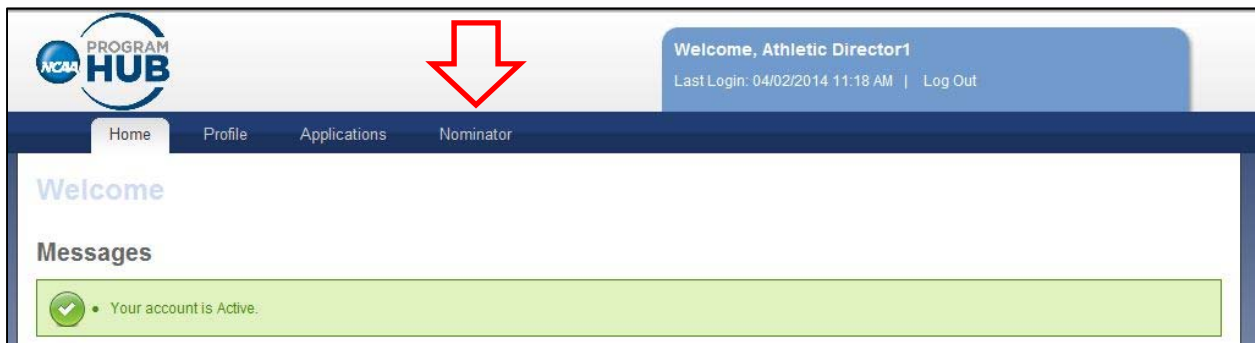 NCAA
PROGRAM
HUB
Welcome, Athletic Director1
Last Login: 04/02/2014 11:18 AM | Log Out
Home Profile Applications Nominator
Welcome
Messages
• Your account is Active.